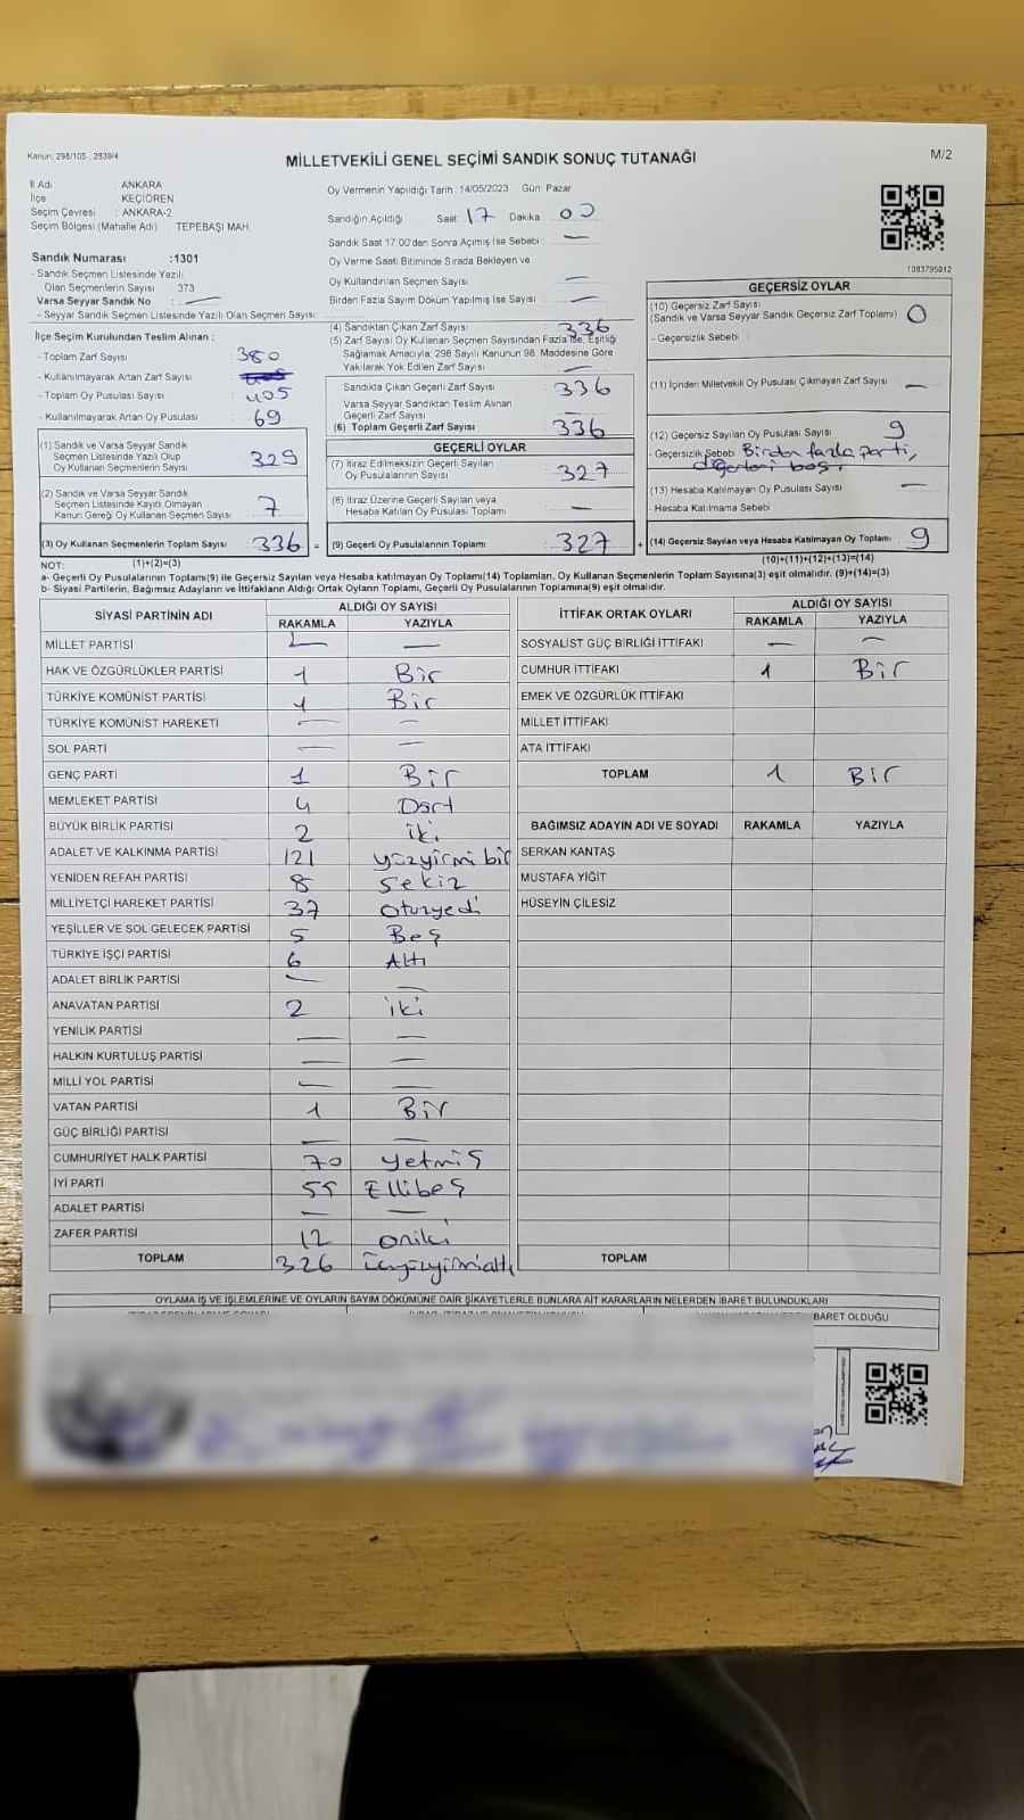 Kanun: 298/105-, 2839/4
MİLLETVEKİLİ GENEL SEÇİMİ SANDIK SONUÇ TUTANAĞI
M/2
İl Adı ANKARA
İlçe KEÇİÖREN
Seçim Çevresi : ANKARA-2
Seçim Bölgesi (Mahalle Adı) TEPEBAŞI MAH.
Oy Vermenin Yapıldığı Tarih : 14/05/2023 Gün: Pazar
Sandığın Açıldığı Saat 17 Dakika 00
Sandık Saat 17:00'den Sonra Açımış İse Sebebi : —
Sandık Numarası :1301
- Sandık Seçmen Listesinde Yazılı
Olan Seçmenlerin Sayısı 373
Varsa Seyyar Sandık No : —
- Seyyar Sandık Seçmen Listesinde Yazılı Olan Seçmen Sayısı:
Oy Verme Saati Bitiminde Sırada Bekleyen ve
Oy Kullandırılan Seçmen Sayısı —
Birden Fazla Sayım Döküm Yapılmış İse Sayısı —
1083795012
İlçe Seçim Kurulundan Teslim Alınan :
- Toplam Zarf Sayısı 380
- Kullanılmayarak Artan Zarf Sayısı
- Toplam Oy Pusulası Sayısı 405
- Kullanılmayarak Artan Oy Pusulası 69
(1) Sandık ve Varsa Seyyar Sandık
Seçmen Listesinde Yazılı Olup
Oy Kullanan Seçmenlerin Sayısı 329
(2) Sandık ve Varsa Seyyar Sandık
Seçmen Listesinde Kayıtlı Olmayan
Kanun Gereği Oy Kullanan Seçmen Sayısı 7
(3) Oy Kullanan Seçmenlerin Toplam Sayısı 336 =
(4) Sandıktan Çıkan Zarf Sayısı 336
(5) Zarf Sayısı Oy Kullanan Seçmen Sayısından Fazla İse, Eşitliği
Sağlamak Amacıyla; 298 Sayılı Kanunun 98. Maddesine Göre
Yakılarak Yok Edilen Zarf Sayısı —
Sandıkta Çıkan Geçerli Zarf Sayısı 336
Varsa Seyyar Sandıktan Teslim Alınan
Geçerli Zarf Sayısı —
(6) Toplam Geçerli Zarf Sayısı 336
GEÇERLİ OYLAR
(7) İtiraz Edilmeksizin Geçerli Sayılan
Oy Pusulasının Sayısı 327
(8) İtiraz Üzerine Geçerli Sayılan veya
Hesaba Katılan Oy Pusulası Toplamı —
(9) Geçerli Oy Pusulalarının Toplamı 327 +
GEÇERSİZ OYLAR
(10) Geçersiz Zarf Sayısı
(Sandık ve Varsa Seyyar Sandık Geçersiz Zarf Toplamı) 0
- Geçersizlik Sebebi
(11) İçinden Milletvekili Oy Pusulası Çıkmayan Zarf Sayısı —
(12) Geçersiz Sayılan Oy Pusulası Sayısı 9
- Geçersizlik Sebebi Birden fazla parti,
diğerleri boş.
(13) Hesaba Katılmayan Oy Pusulası Sayısı —
- Hesaba Katılmama Sebebi
(14) Geçersiz Sayılan veya Hesaba Katılmayan Oy Toplamı 9
NOT: (1)+(2)=(3) (10)+(11)+(12)+(13)=(14)
a- Geçerli Oy Pusulalarının Toplamı(9) ile Geçersiz Sayılan veya Hesaba katılmayan Oy Toplamı(14) Toplamları, Oy Kullanan Seçmenlerin Toplam Sayısına(3) eşit olmalıdır. (9)+(14)=(3)
b- Siyasi Partilerin, Bağımsız Adayların ve İttifakların Aldığı Ortak Oyların Toplamı, Geçerli Oy Pusulalarının Toplamına(9) eşit olmalıdır.
SİYASİ PARTİNİN ADI ALDIĞI OY SAYISI
RAKAMLA YAZIYLA
MİLLET PARTİSİ — —
HAK VE ÖZGÜRLÜKLER PARTİSİ 1 Bir
TÜRKİYE KOMÜNİST PARTİSİ 1 Bir
TÜRKİYE KOMÜNİST HAREKETİ — —
SOL PARTİ — —
GENÇ PARTİ 1 Bir
MEMLEKET PARTİSİ 4 Dört
BÜYÜK BİRLİK PARTİSİ 2 iki
ADALET VE KALKINMA PARTİSİ 121 yüzyirmi bir
YENİDEN REFAH PARTİSİ 8 sekiz
MİLLİYETÇİ HAREKET PARTİSİ 37 otuzyedi
YEŞİLLER VE SOL GELECEK PARTİSİ 5 Beş
TÜRKİYE İŞÇİ PARTİSİ 6 Altı
ADALET BİRLİK PARTİSİ — —
ANAVATAN PARTİSİ 2 iki
YENİLİK PARTİSİ — —
HALKIN KURTULUŞ PARTİSİ — —
MİLLİ YOL PARTİSİ — —
VATAN PARTİSİ 1 Bir
GÜÇ BİRLİĞİ PARTİSİ — —
CUMHURİYET HALK PARTİSİ 70 yetmiş
İYİ PARTİ 55 Ellibeş
ADALET PARTİSİ — —
ZAFER PARTİSİ 12 oniki
TOPLAM 326 üçyüzyirmialtı
İTTİFAK ORTAK OYLARI ALDIĞI OY SAYISI
RAKAMLA YAZIYLA
SOSYALİST GÜÇ BİRLİĞİ İTTİFAKI — —
CUMHUR İTTİFAKI 1 Bir
EMEK VE ÖZGÜRLÜK İTTİFAKI
MİLLET İTTİFAKI
ATA İTTİFAKI
TOPLAM 1 Bir
BAĞIMSIZ ADAYIN ADI VE SOYADI RAKAMLA YAZIYLA
SERKAN KANTAŞ
MUSTAFA YİĞİT
HÜSEYİN ÇİLESİZ
TOPLAM
OYLAMA İŞ VE İŞLEMLERİNE VE OYLARIN SAYIM DÖKÜMÜNE DAİR ŞİKAYETLERLE BUNLARA AİT KARARLARIN NELERDEN İBARET BULUNDUKLARI
BARET OLDUĞU